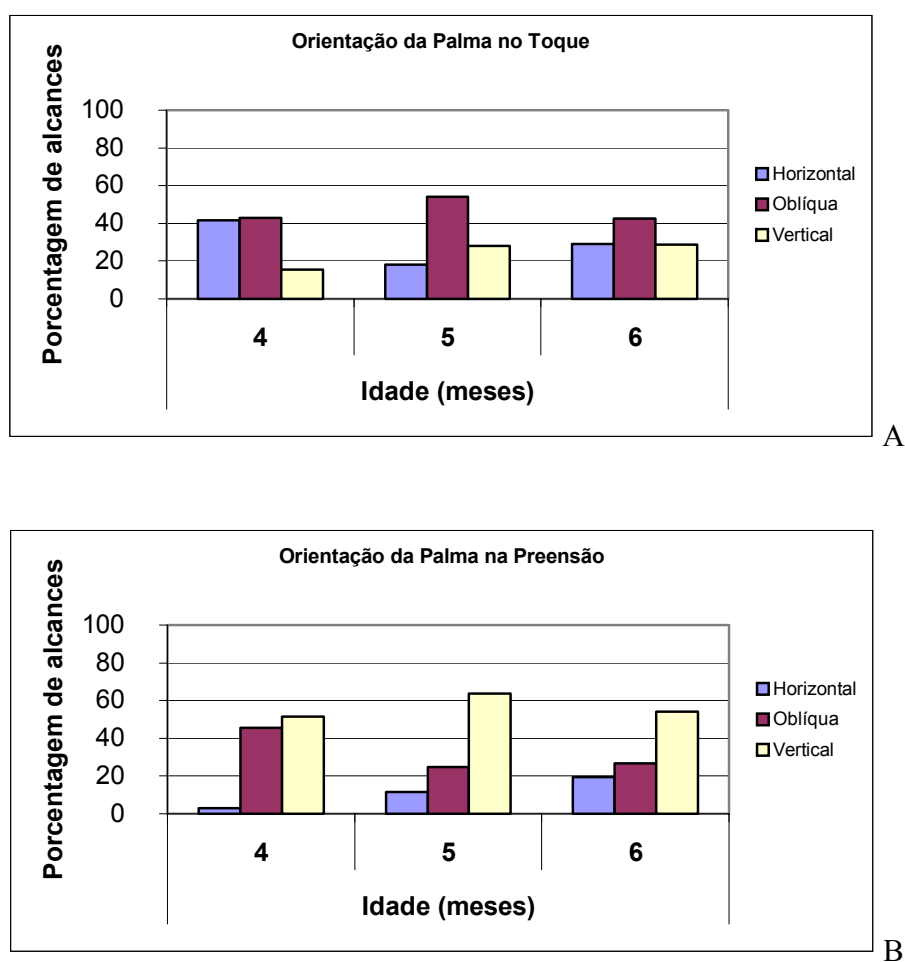 Orientação da Palma no Toque
Porcentagem de alcances
100
80
60
40
20
0
4 5 6
Idade (meses)
Horizontal
Oblíqua
Vertical
A
Orientação da Palma na Preensão
Porcentagem de alcances
100
80
60
40
20
0
4 5 6
Idade (meses)
Horizontal
Oblíqua
Vertical
B